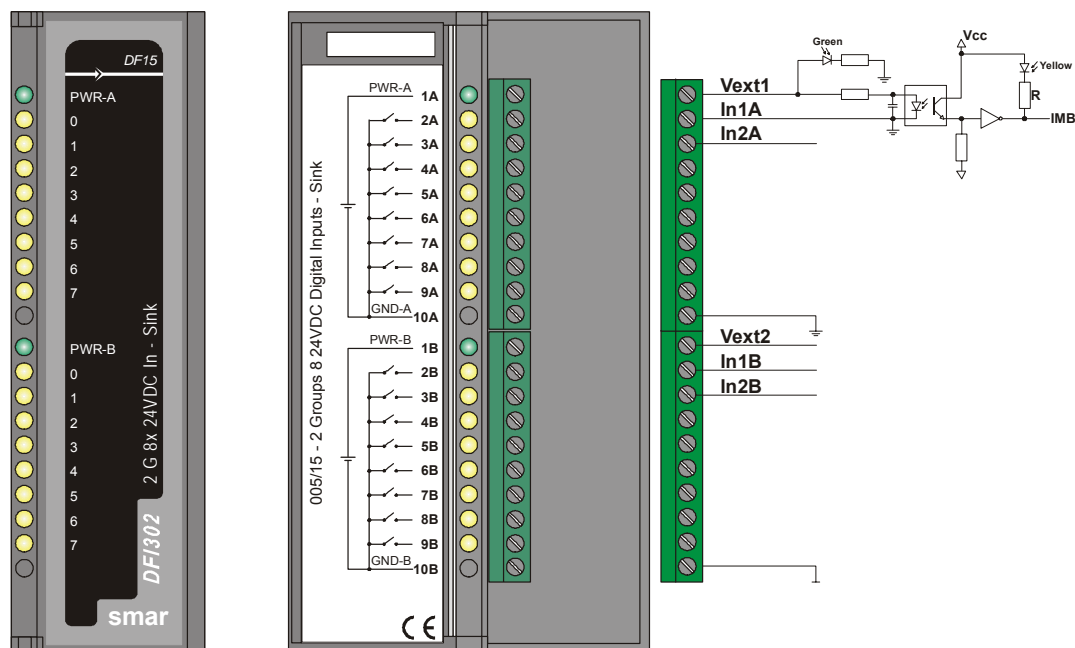 DF15
PWR-A
0
1
2
3
4
5
6
7
PWR-B
0
1
2
3
4
5
6
7
2 G 8x 24VDC In - Sink
DFI302
smar
005/15 - 2 Groups 8 24VDC Digital Inputs - Sink
PWR-A
1A
2A
3A
4A
5A
6A
7A
8A
9A
GND-A
10A
PWR-B
1B
2B
3B
4B
5B
6B
7B
8B
9B
GND-B
10B
CE
Vext1
In1A
In2A
Vext2
In1B
In2B
Green
Vcc
Yellow
R
IMB